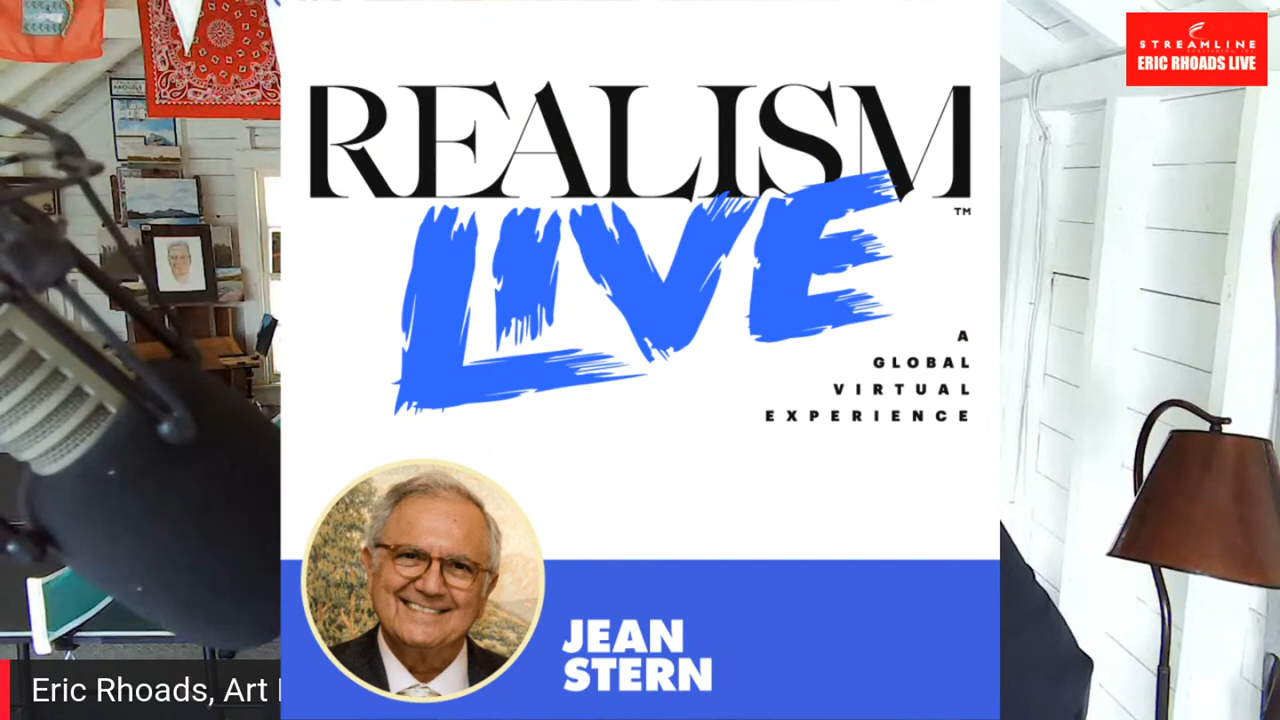 REALISM
LIVE
™
A
GLOBAL
VIRTUAL
EXPERIENCE
JEAN
STERN
STREAMLINE
ERIC RHOADS LIVE
Eric Rhoads, Art